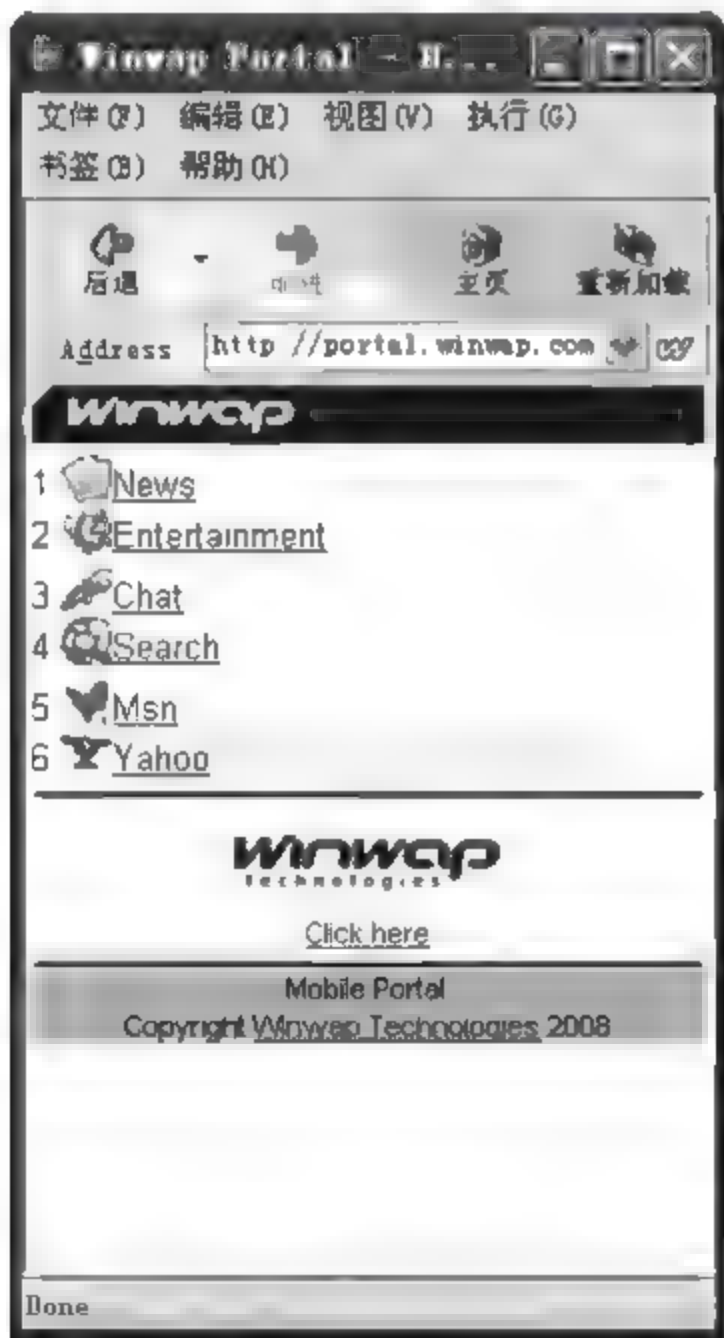 Winwap Portal - H...
文件(F) 编辑(E) 视图(V) 执行(G)
书签(B) 帮助(H)
后退 前进 主页 重新加载
Address http://portal.winwap.com
winwap
1 News
2 Entertainment
3 Chat
4 Search
5 Msn
6 Yahoo
winwap
technologies
Click here
Mobile Portal
Copyright Winwap Technologies 2008
Done